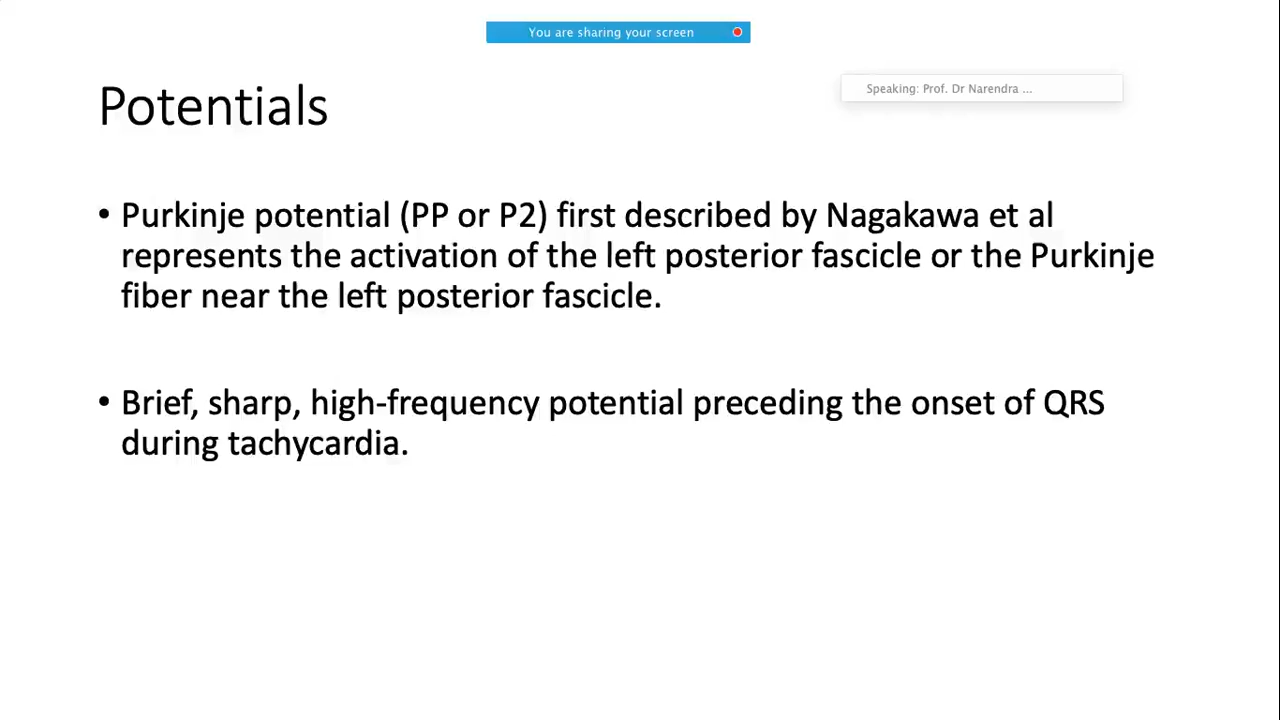 You are sharing your screen
Speaking: Prof. Dr Narendra ...
Potentials
• Purkinje potential (PP or P2) first described by Nagakawa et al
represents the activation of the left posterior fascicle or the Purkinje
fiber near the left posterior fascicle.
• Brief, sharp, high-frequency potential preceding the onset of QRS
during tachycardia.